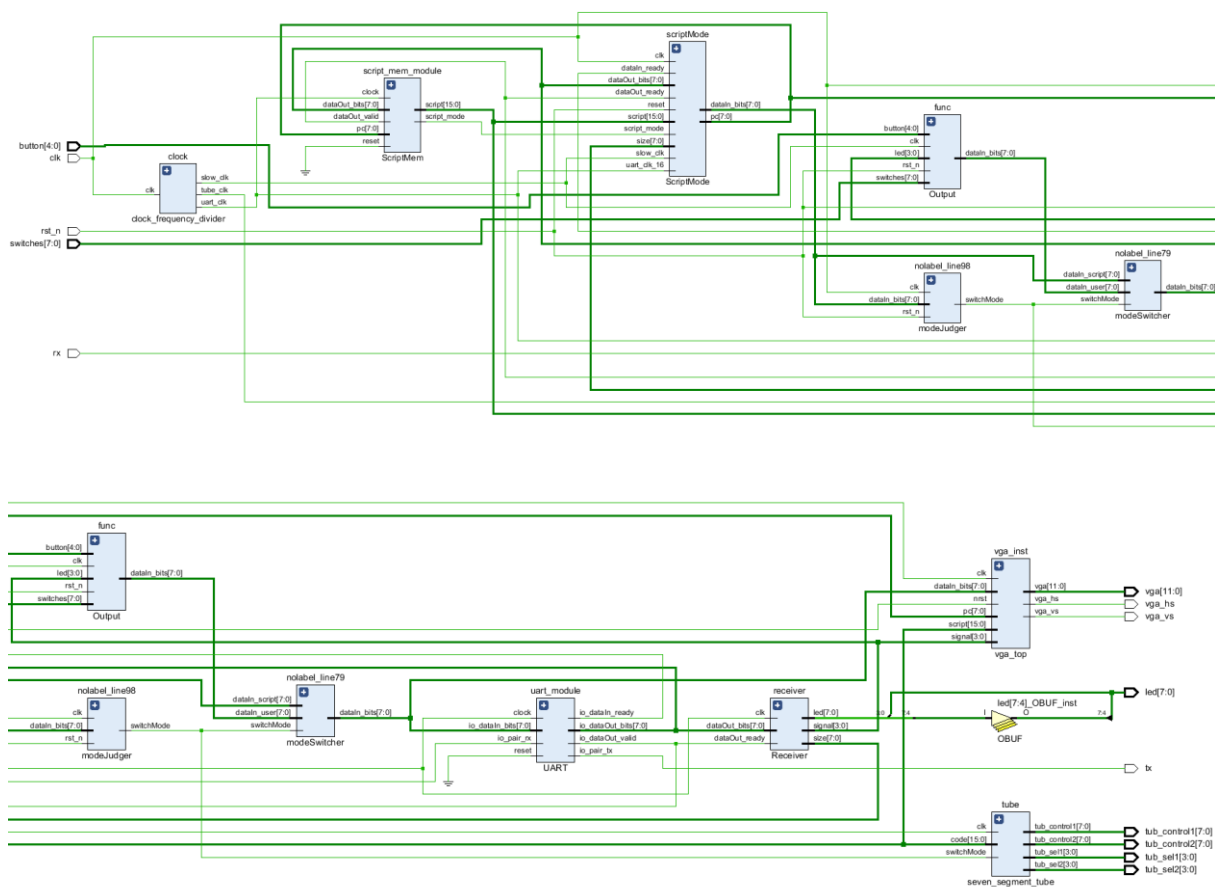 scriptMode
clk
dataIn_ready
dataOut_bits[7:0]
dataOut_ready
reset
script[15:0]
script_mode
size[7:0]
slow_clk
uart_clk_16
dataIn_bits[7:0]
pc[7:0]
ScriptMode
script_mem_module
clock
dataOut_bits[7:0]
dataOut_valid
pc[7:0]
reset
script[15:0]
script_mode
ScriptMem
func
button[4:0]
clk
led[3:0]
rst_n
switches[7:0]
dataIn_bits[7:0]
Output
button[4:0]
clk
clock
clk
slow_clk
tube_clk
uart_clk
clock_frequency_divider
rst_n
switches[7:0]
nolabel_line98
clk
dataIn_bits[7:0]
rst_n
switchMode
modeJudger
nolabel_line79
dataIn_script[7:0]
dataIn_user[7:0]
switchMode
dataIn_bits[7:0]
modeSwitcher
rx
func
button[4:0]
clk
led[3:0]
rst_n
switches[7:0]
dataIn_bits[7:0]
Output
vga_inst
clk
dataIn_bits[7:0]
nrst
pc[7:0]
script[15:0]
signal[3:0]
vga[11:0]
vga_hs
vga_vs
vga_top
vga[11:0]
vga_hs
vga_vs
nolabel_line98
clk
dataIn_bits[7:0]
rst_n
switchMode
modeJudger
nolabel_line79
dataIn_script[7:0]
dataIn_user[7:0]
switchMode
dataIn_bits[7:0]
modeSwitcher
uart_module
clock
io_dataIn_bits[7:0]
io_pair_rx
reset
io_dataIn_ready
io_dataOut_bits[7:0]
io_dataOut_valid
io_pair_tx
UART
receiver
clk
dataOut_bits[7:0]
dataOut_ready
led[7:0]
signal[3:0]
size[7:0]
Receiver
3:0
7:4
led[7:4]_OBUF_inst
I
O
7:4
OBUF
led[7:0]
tx
tube
clk
code[15:0]
switchMode
tub_control1[7:0]
tub_control2[7:0]
tub_sel1[3:0]
tub_sel2[3:0]
seven_segment_tube
tub_control1[7:0]
tub_control2[7:0]
tub_sel1[3:0]
tub_sel2[3:0]